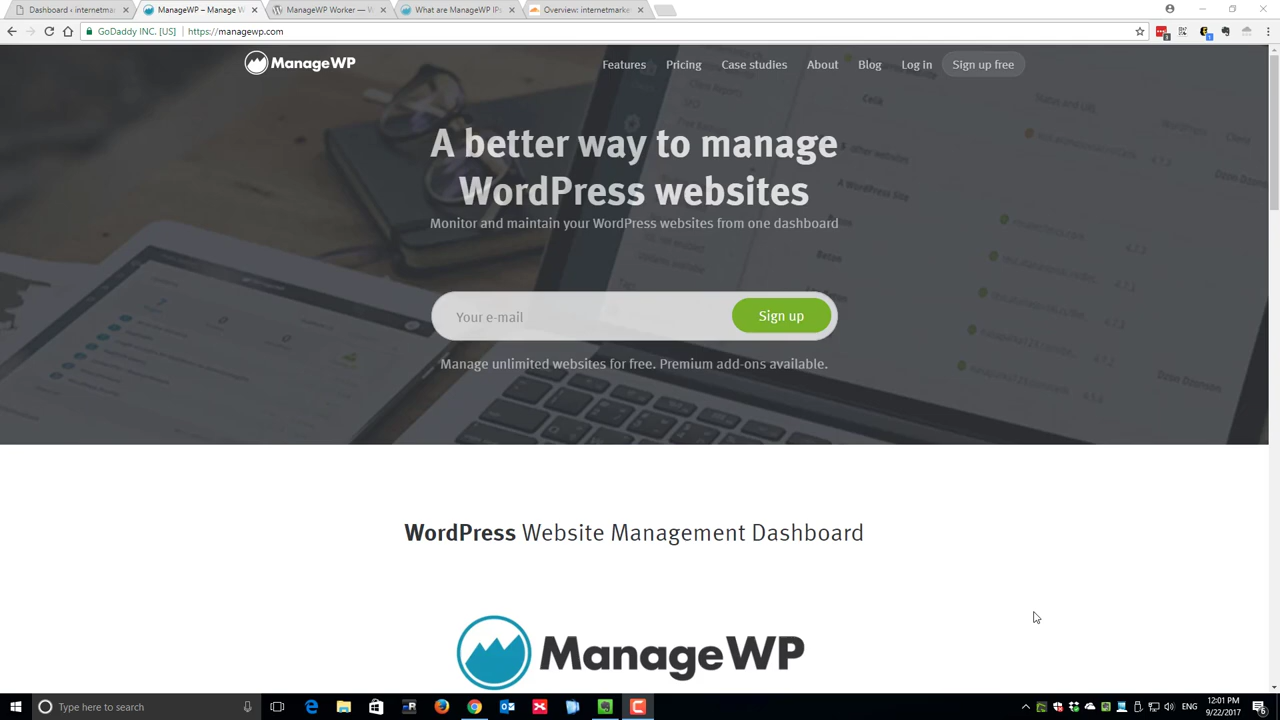 Dashboard ‹ internetmar
ManageWP – Manage W
ManageWP Worker — W
What are ManageWP IPs
Overview: internetmarke
GoDaddy INC. [US]
https://managewp.com
ManageWP
Features
Pricing
Case studies
About
Blog
Log in
Sign up free
A better way to manage
WordPress websites
Monitor and maintain your WordPress websites from one dashboard
Your e-mail
Sign up
Manage unlimited websites for free. Premium add-ons available.
WordPress Website Management Dashboard
ManageWP
Type here to search
ENG
12:01 PM
9/22/2017